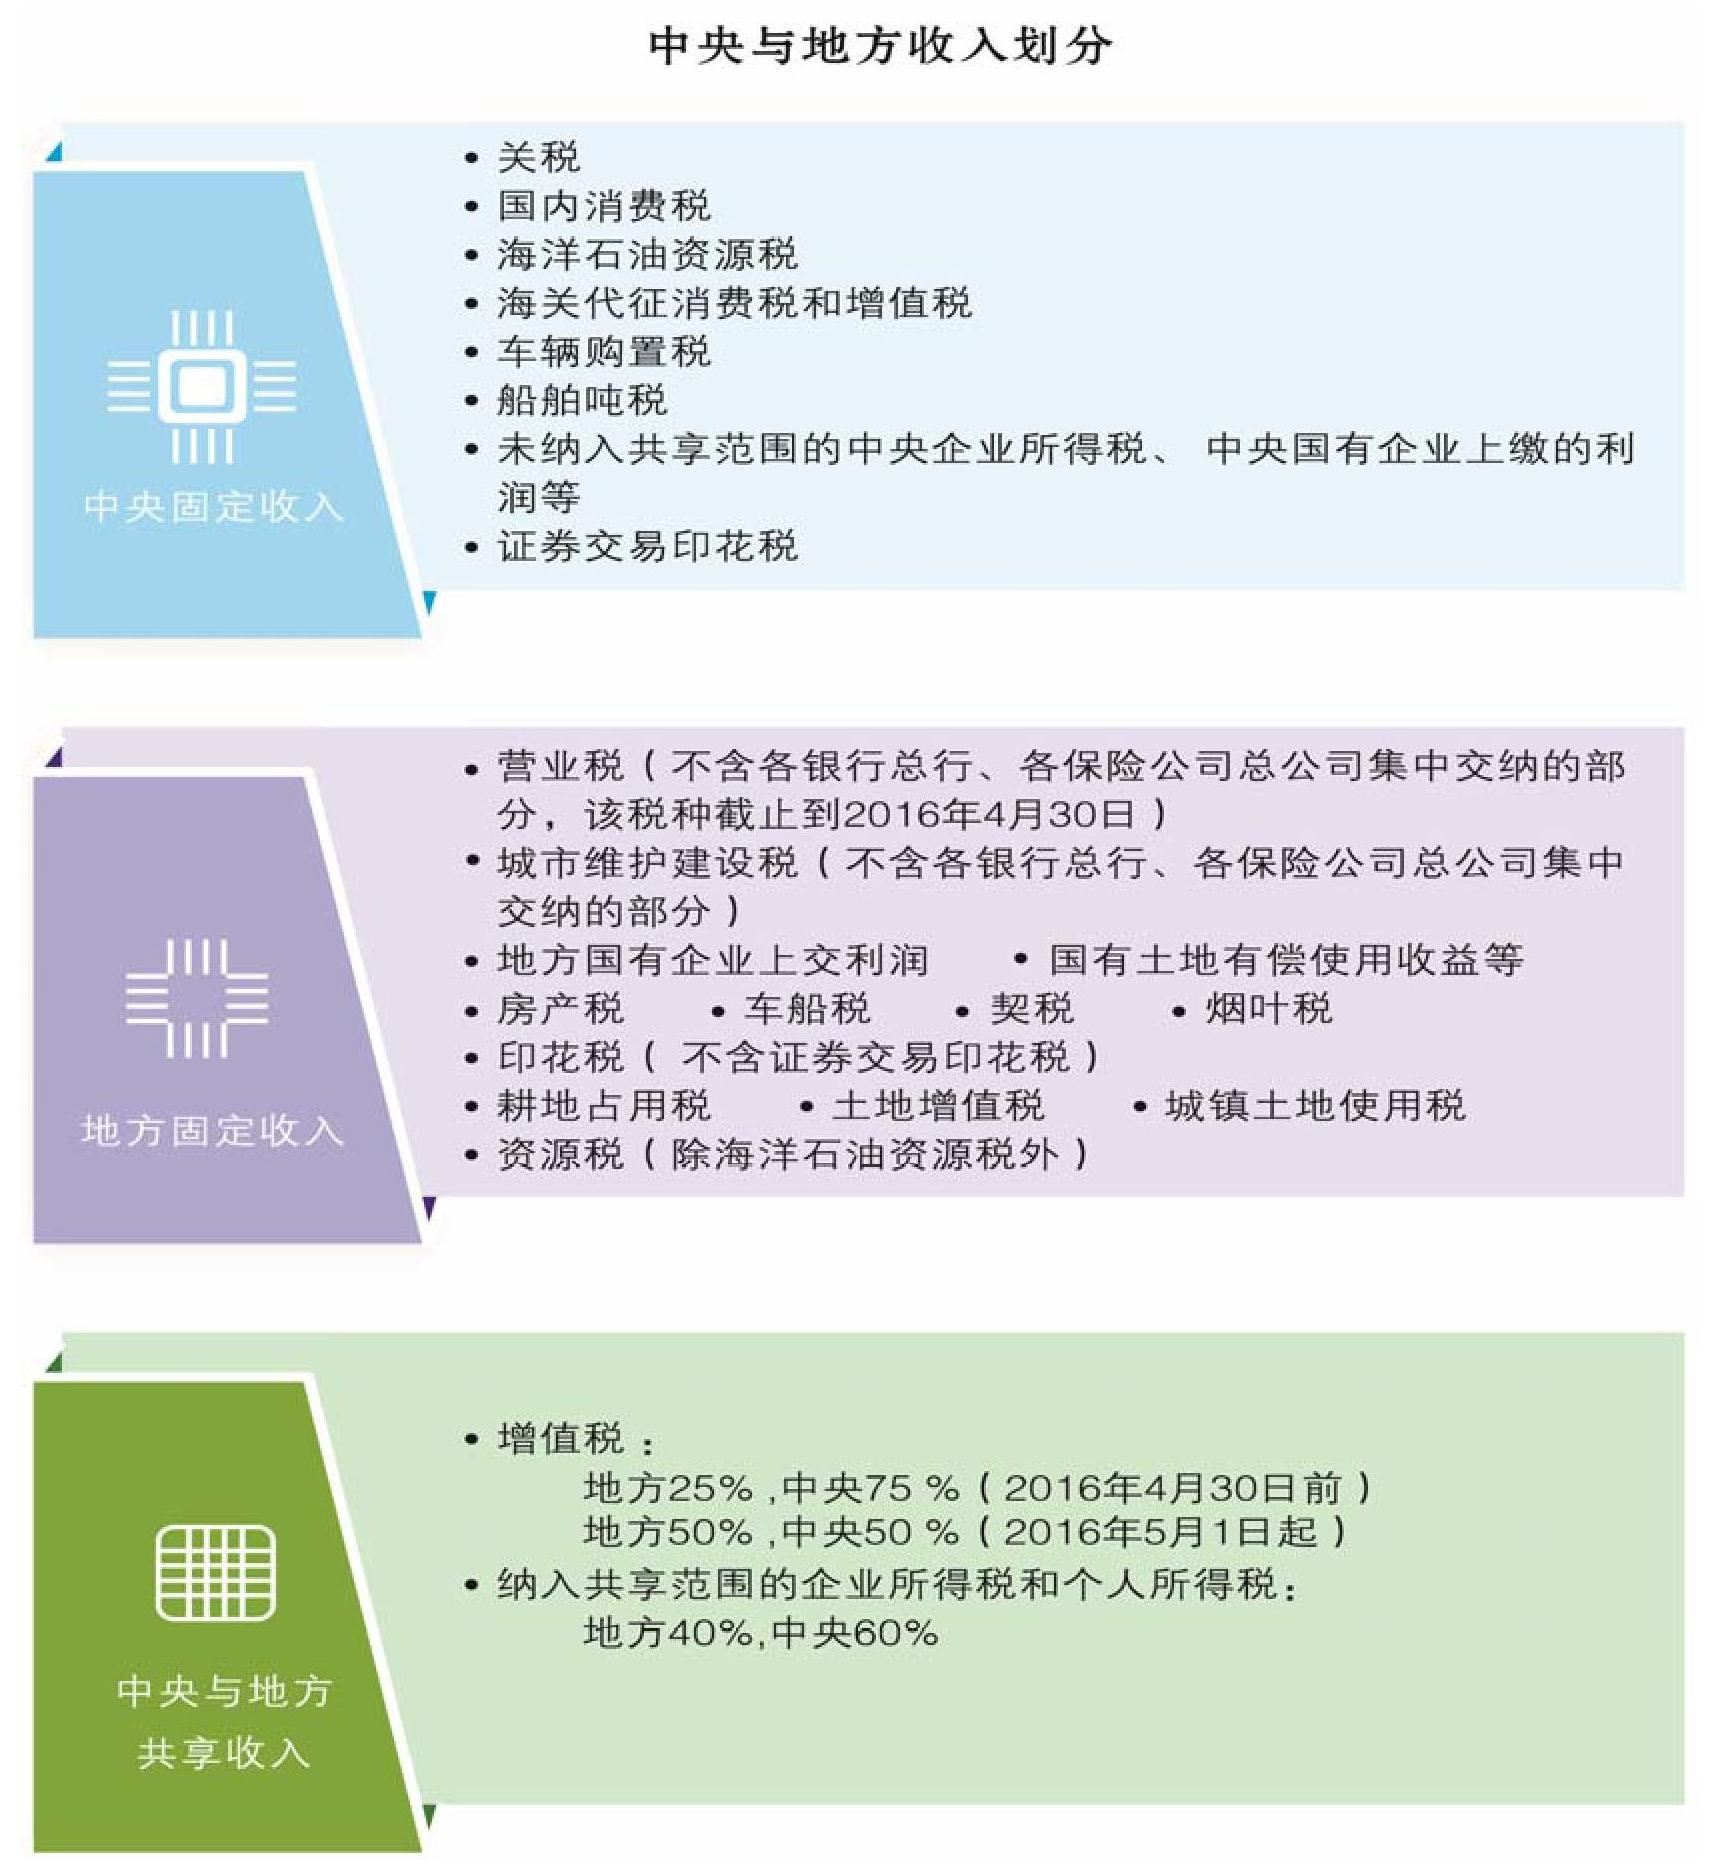 中央与地方收入划分
• 关税
• 国内消费税
• 海洋石油资源税
• 海关代征消费税和增值税
• 车辆购置税
• 船舶吨税
• 未纳入共享范围的中央企业所得税、 中央国有企业上缴的利
润等
• 证券交易印花税
中央固定收入
• 营业税（不含各银行总行、各保险公司总公司集中交纳的部
分，该税种截止到2016年4月30日）
• 城市维护建设税（不含各银行总行、各保险公司总公司集中
交纳的部分）
• 地方国有企业上交利润 • 国有土地有偿使用收益等
• 房产税 • 车船税 • 契税 • 烟叶税
• 印花税（ 不含证券交易印花税）
• 耕地占用税 • 土地增值税 • 城镇土地使用税
• 资源税（除海洋石油资源税外）
地方固定收入
• 增值税：
地方25% ,中央75 %（2016年4月30日前）
地方50% ,中央50 %（2016年5月1日起）
• 纳入共享范围的企业所得税和个人所得税：
地方40%,中央60%
中央与地方
共享收入